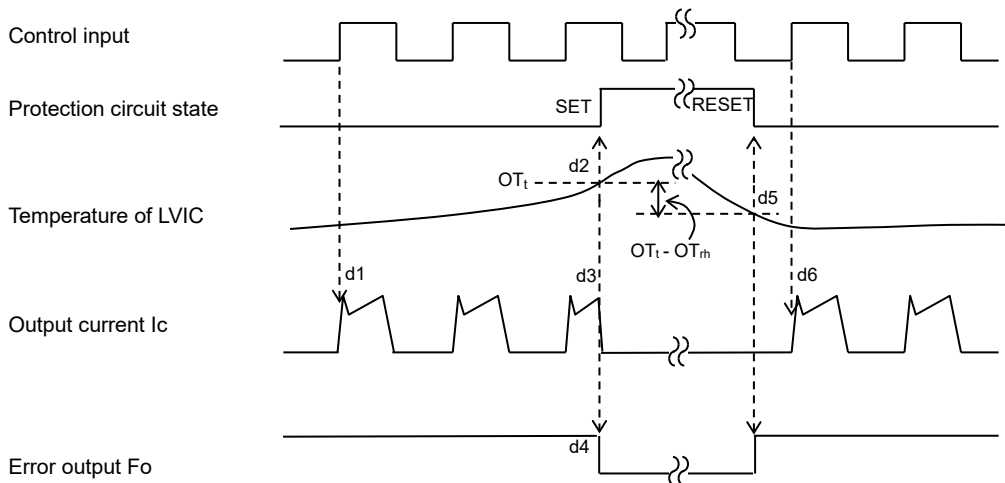 Control input
Protection circuit state
SET
RESET
d2
OTt
d5
Temperature of LVIC
OTt - OTrh
d1
d3
d6
Output current Ic
d4
Error output Fo